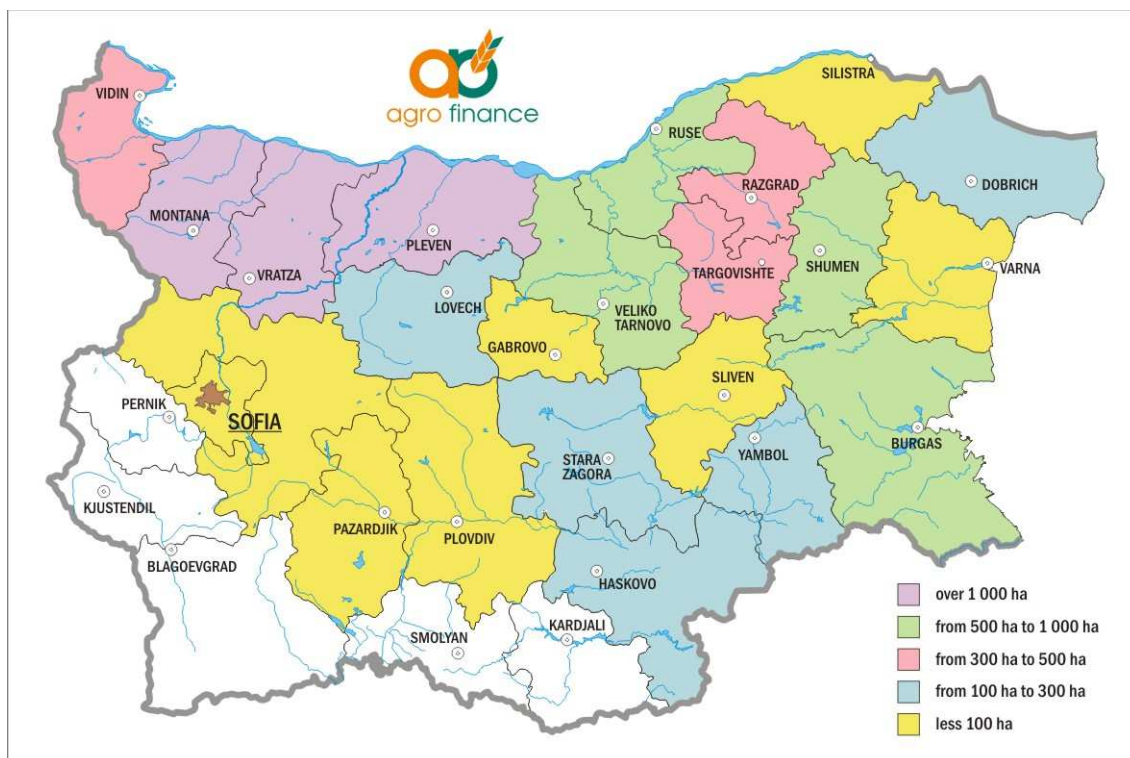 agro finance
SILISTRA
VIDIN
RUSE
DOBRICH
RAZGRAD
MONTANA
PLEVEN
VARNA
SHUMEN
TARGOVISHTE
VRATZA
LOVECH
VELIKO
TARNOVO
GABROVO
SLIVEN
PERNIK
SOFIA
BURGAS
YAMBOL
STARA
ZAGORA
KJUSTENDIL
PAZARDJIK
PLOVDIV
BLAGOEVGRAD
HASKOVO
KARDJALI
SMOLYAN
over 1 000 ha
from 500 ha to 1 000 ha
from 300 ha to 500 ha
from 100 ha to 300 ha
less 100 ha